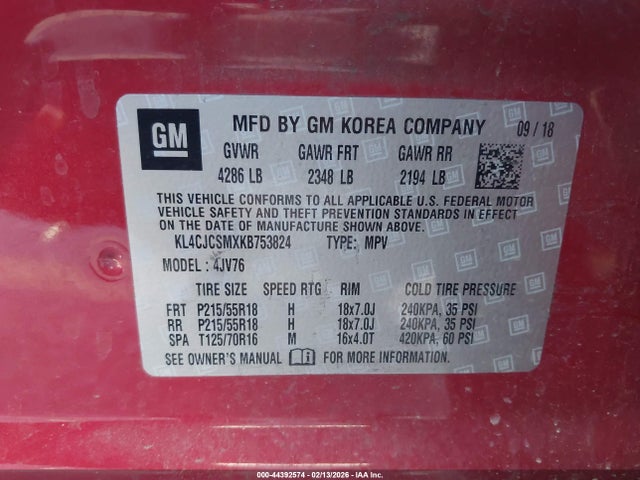 GM
MFD BY GM KOREA COMPANY 09 / 18
GVWR GAWR FRT GAWR RR
4286 LB 2348 LB 2194 LB
THIS VEHICLE CONFORMS TO ALL APPLICABLE U.S. FEDERAL MOTOR
VEHICLE SAFETY AND THEFT PREVENTION STANDARDS IN EFFECT
ON THE DATE OF MANUFACTURE SHOWN ABOVE.
KL4CJCSMXKB753824 TYPE: MPV
MODEL : 4JV76
TIRE SIZE SPEED RTG RIM COLD TIRE PRESSURE
FRT P215/55R18 H 18x7.0J 240KPA, 35 PSI
RR P215/55R18 H 18x7.0J 240KPA, 35 PSI
SPA T125/70R16 M 16x4.0T 420KPA, 60 PSI
SEE OWNER'S MANUAL FOR MORE INFORMATION.
000-44392574 - 02/13/2026 - IAAI.COM